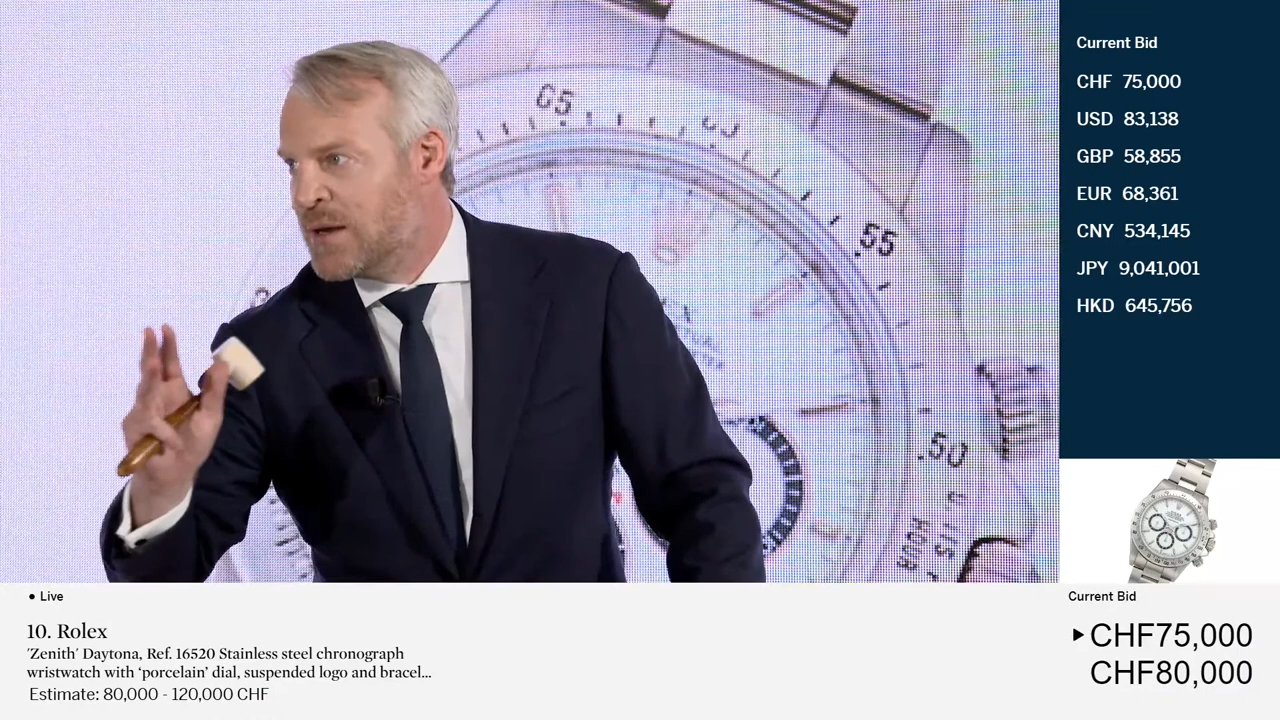 65
55
.50
Current Bid
CHF 75,000
USD 83,138
GBP 58,855
EUR 68,361
CNY 534,145
JPY 9,041,001
HKD 645,756
• Live
10. Rolex
'Zenith' Daytona, Ref. 16520 Stainless steel chronograph
wristwatch with ‘porcelain’ dial, suspended logo and bracel...
Estimate: 80,000 - 120,000 CHF
Current Bid
CHF75,000
CHF80,000